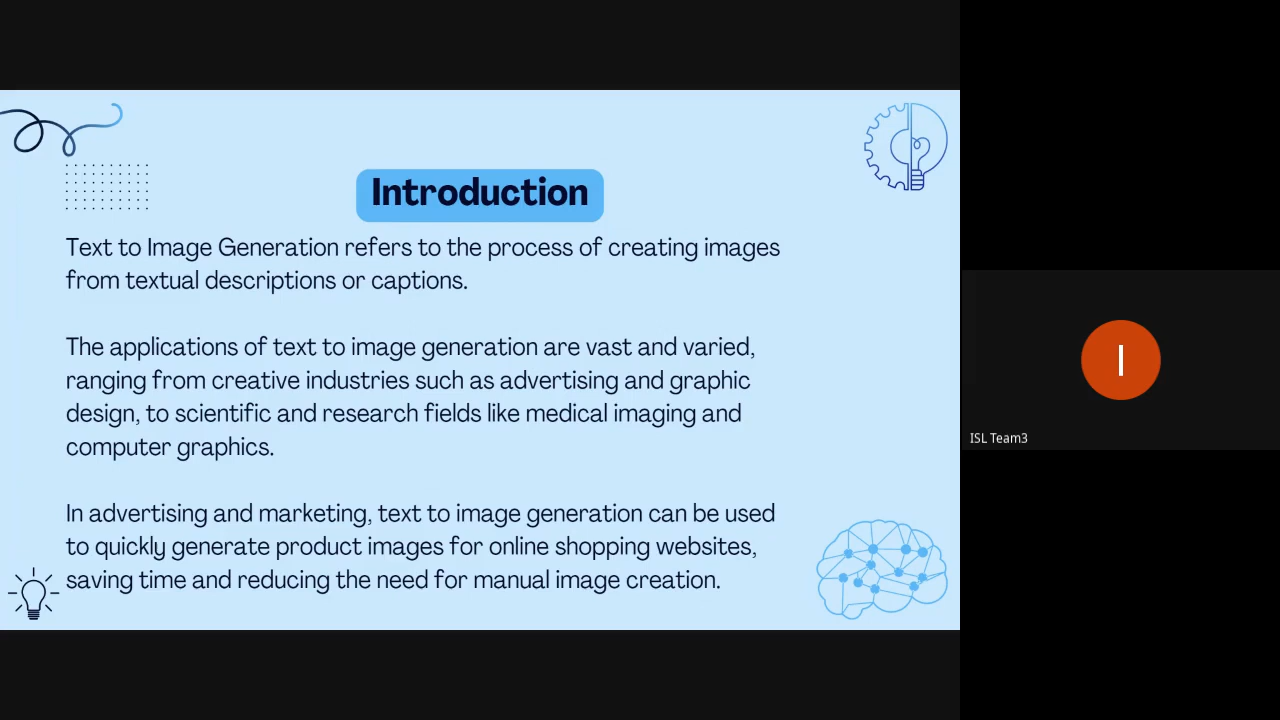 Introduction
Text to Image Generation refers to the process of creating images
from textual descriptions or captions.
The applications of text to image generation are vast and varied,
ranging from creative industries such as advertising and graphic
design, to scientific and research fields like medical imaging and
computer graphics.
In advertising and marketing, text to image generation can be used
to quickly generate product images for online shopping websites,
saving time and reducing the need for manual image creation.
I
ISL Team3